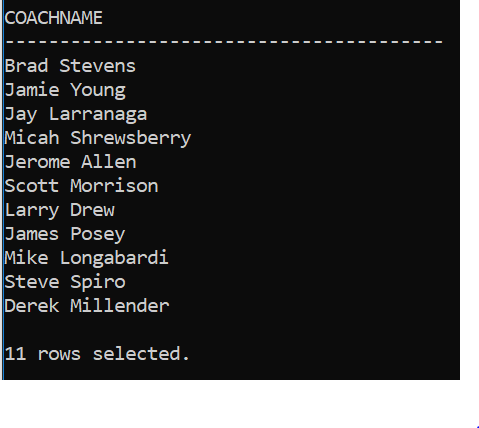 COACHNAME
----------------------------------------
Brad Stevens
Jamie Young
Jay Larranaga
Micah Shrewsberry
Jerome Allen
Scott Morrison
Larry Drew
James Posey
Mike Longabardi
Steve Spiro
Derek Millender
11 rows selected.